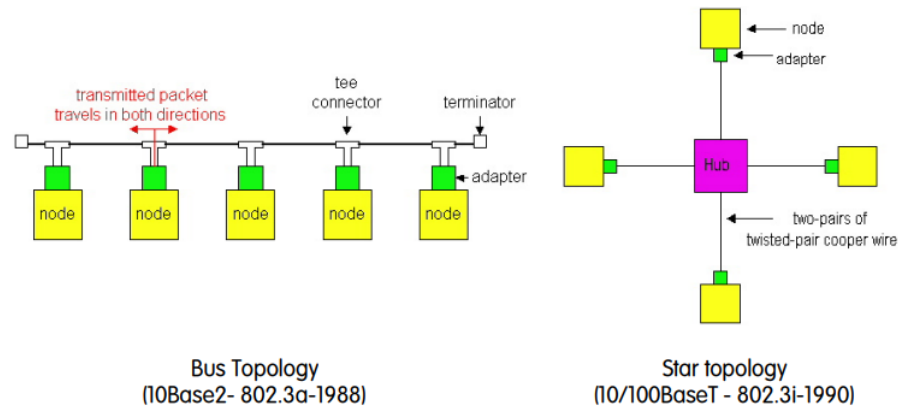 transmitted packet
travels in both directions
tee
connector
terminator
adapter
node
node
node
node
node
Bus Topology
(10Base2- 802.3a-1988)
node
adapter
Hub
two-pairs of
twisted-pair cooper wire
Star topology
(10/100BaseT - 802.3i-1990)